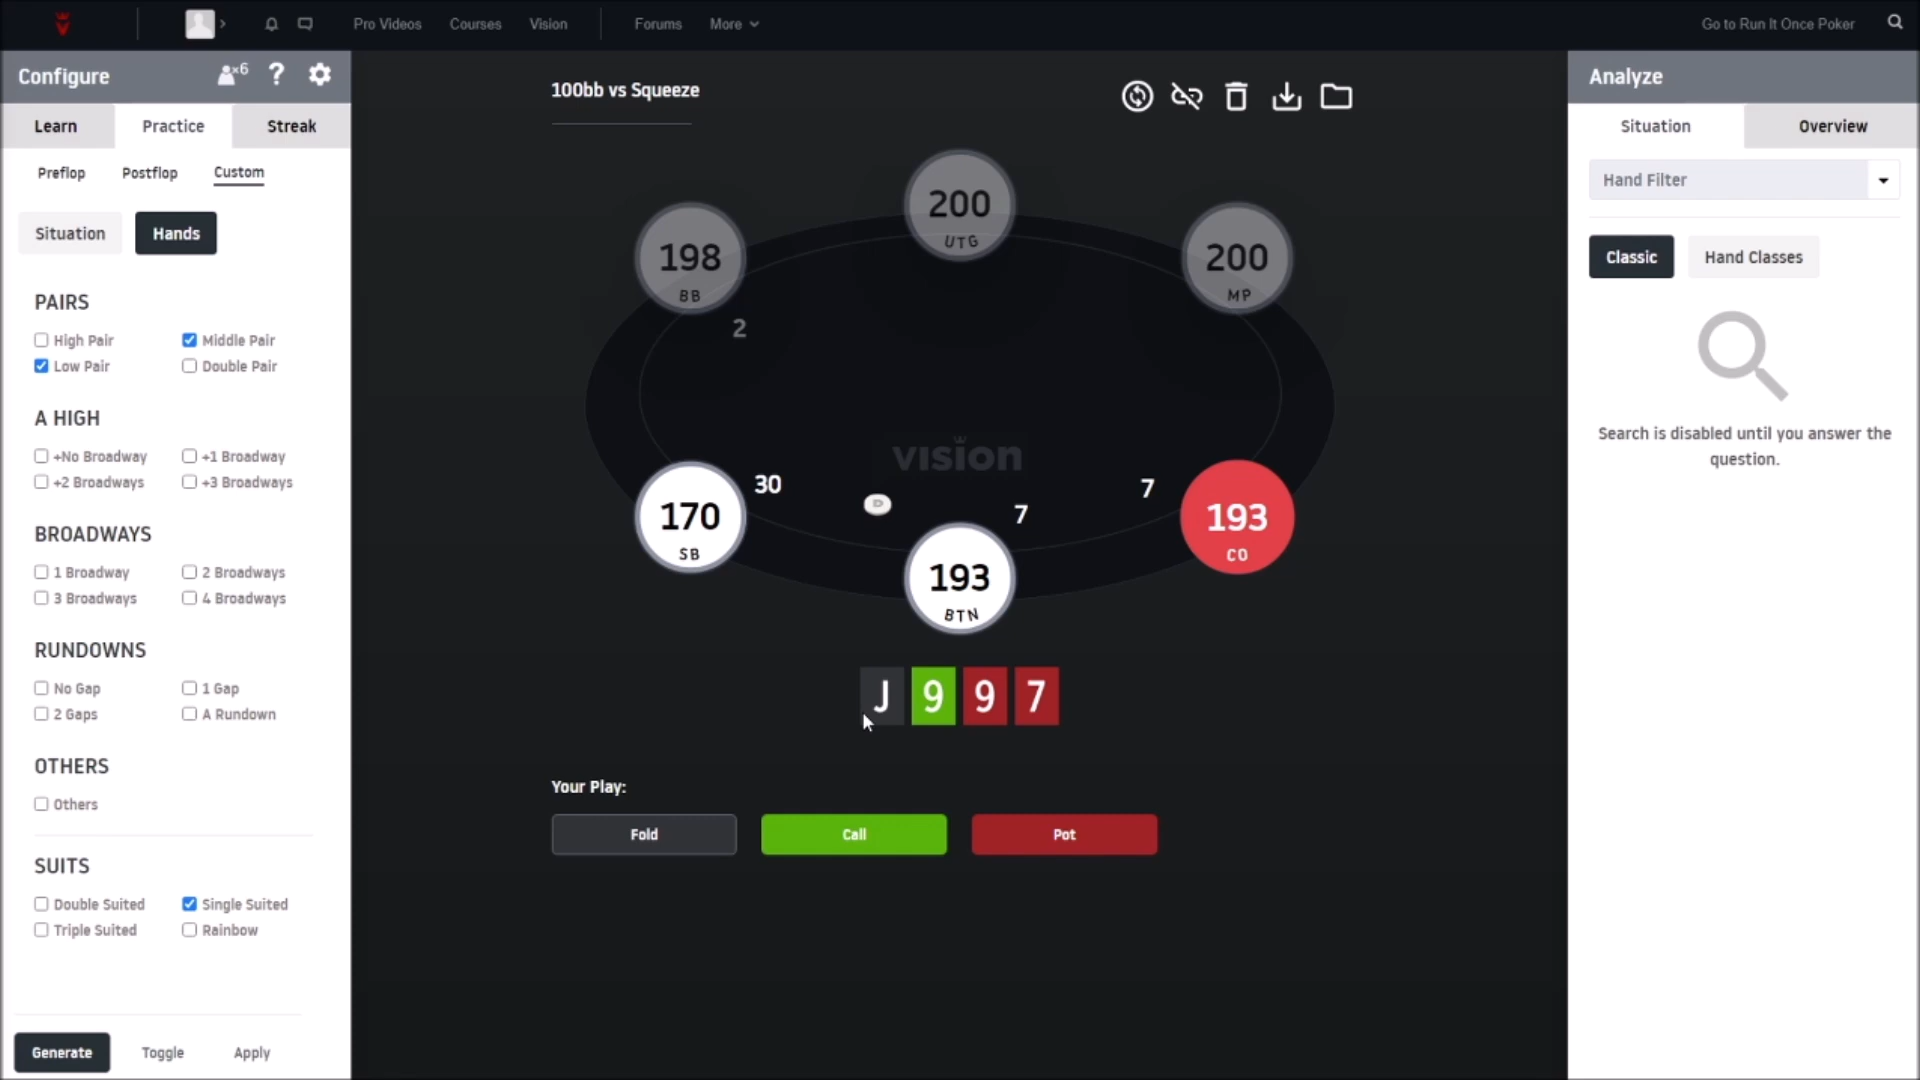 Pro Videos Courses Vision Forums More Go to Run It Once Poker
Configure ×6 ?
Learn Practice Streak
Preflop Postflop Custom
Situation Hands
PAIRS
High Pair Middle Pair
Low Pair Double Pair
A HIGH
+No Broadway +1 Broadway
+2 Broadways +3 Broadways
BROADWAYS
1 Broadway 2 Broadways
3 Broadways 4 Broadways
RUNDOWNS
No Gap 1 Gap
2 Gaps A Rundown
OTHERS
Others
SUITS
Double Suited Single Suited
Triple Suited Rainbow
Generate Toggle Apply
100bb vs Squeeze
200
UTG
198
BB
200
MP
2
vision
30
7
7
D
170
SB
193
BTN
193
CO
J 9 9 7
Your Play:
Fold Call Pot
Analyze
Situation Overview
Hand Filter
Classic Hand Classes
Search is disabled until you answer the
question.